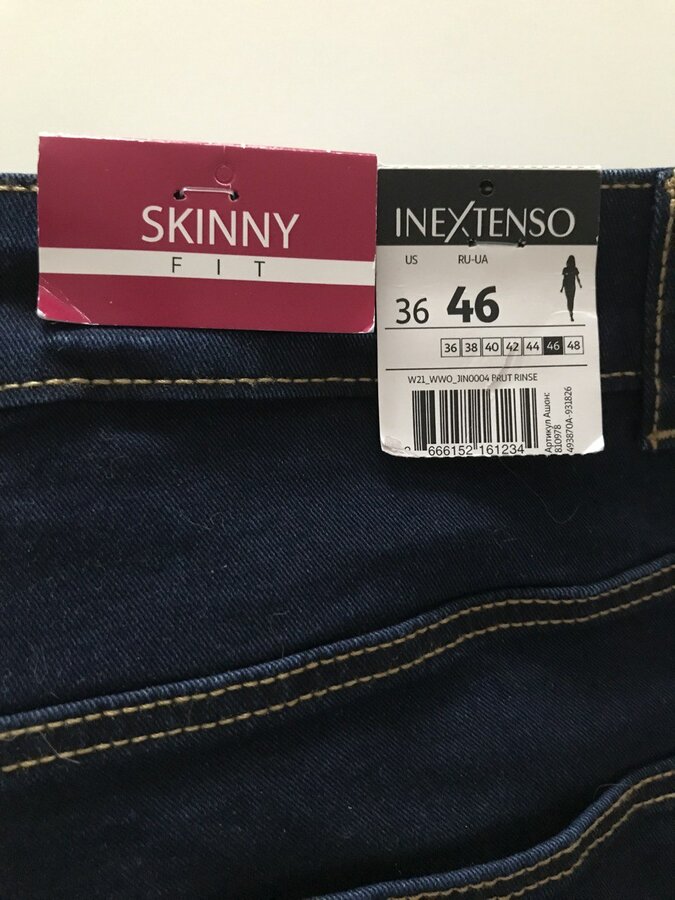 SKINNY
FIT
INEXTENSO
US RU-UA
36 46
36 38 40 42 44 46 48
W21_WWO_JIN0004 PRUT RINSE
666152 161234
Артикул Ашан:
810978
493870A-931826